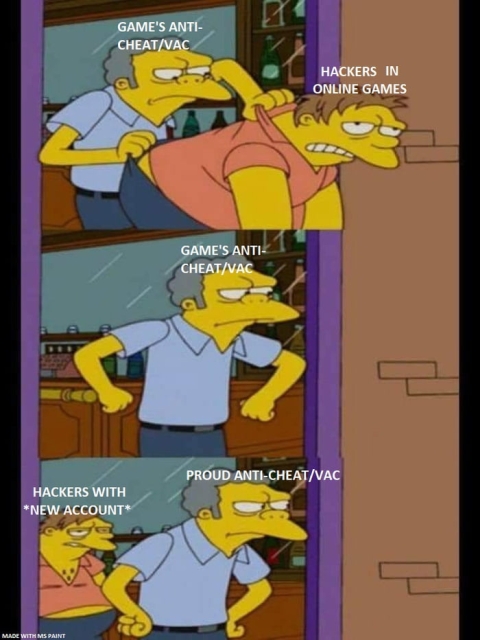 GAME'S ANTI-
CHEAT/VAC
HACKERS IN
ONLINE GAMES
GAME'S ANTI-
CHEAT/VAC
PROUD ANTI-CHEAT/VAC
HACKERS WITH
*NEW ACCOUNT*
MADE WITH MS PAINT